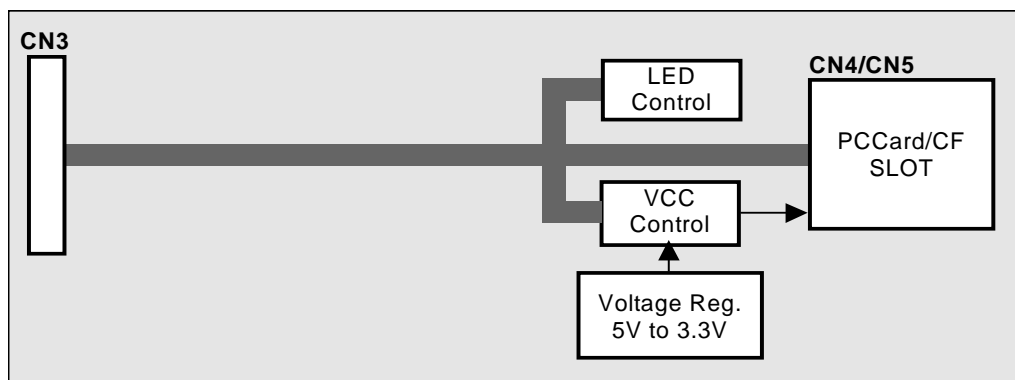 CN3
LED
Control
CN4/CN5
PCCard/CF
SLOT
VCC
Control
Voltage Reg.
5V to 3.3V